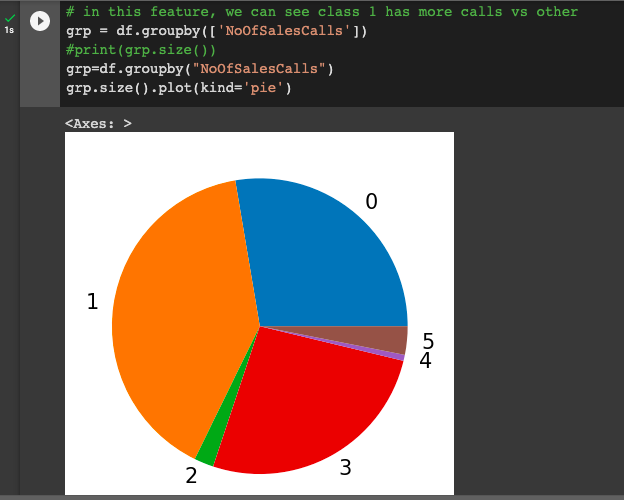 # in this feature, we can see class 1 has more calls vs other
1s
grp = df.groupby(['NoOfSalesCalls'])
#print(grp.size())
grp=df.groupby("NoOfSalesCalls")
grp.size().plot(kind='pie')
<Axes: >
0
1
5
4
3
2